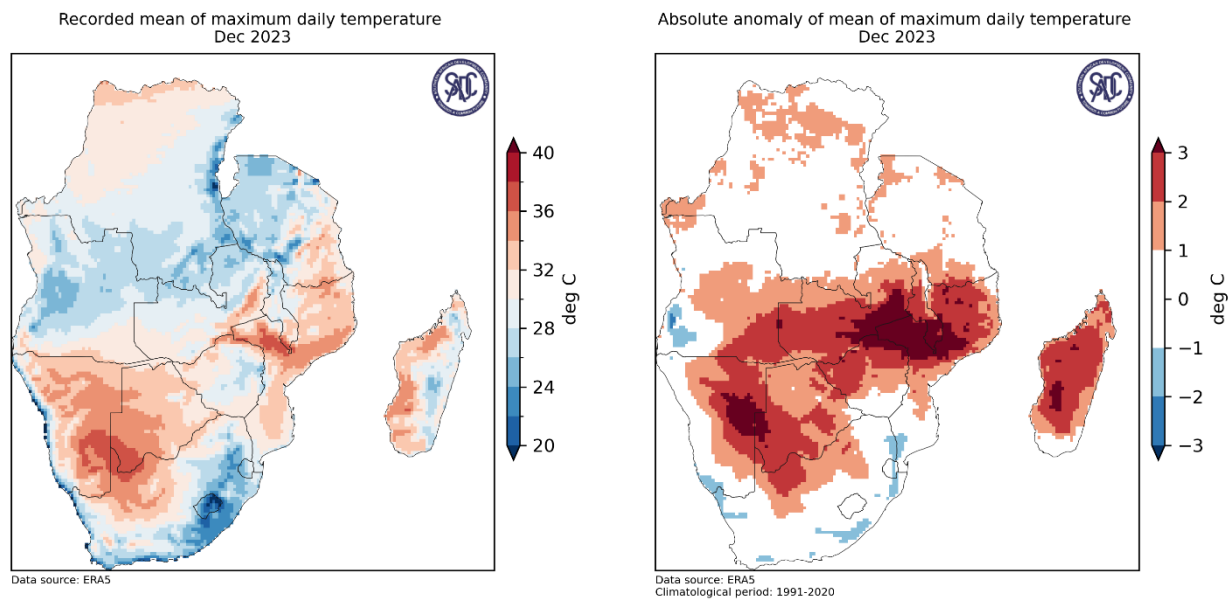 Recorded mean of maximum daily temperature
Dec 2023
SADC
40
36
32
28
24
20
deg C
Data source: ERA5
Absolute anomaly of mean of maximum daily temperature
Dec 2023
SADC
3
2
1
0
−1
−2
−3
deg C
Data source: ERA5
Climatological period: 1991-2020